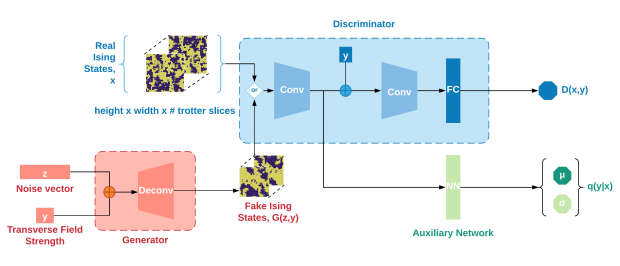 Discriminator
Real
Ising
States,
x
y
Conv
or
Conv
FC
D(x,y)
height x width x # trotter slices
z
Noise vector
Deconv
y
Transverse Field
Strength
Generator
Fake Ising
States, G(z,y)
NN
Auxiliary Network
μ
σ
q(y|x)